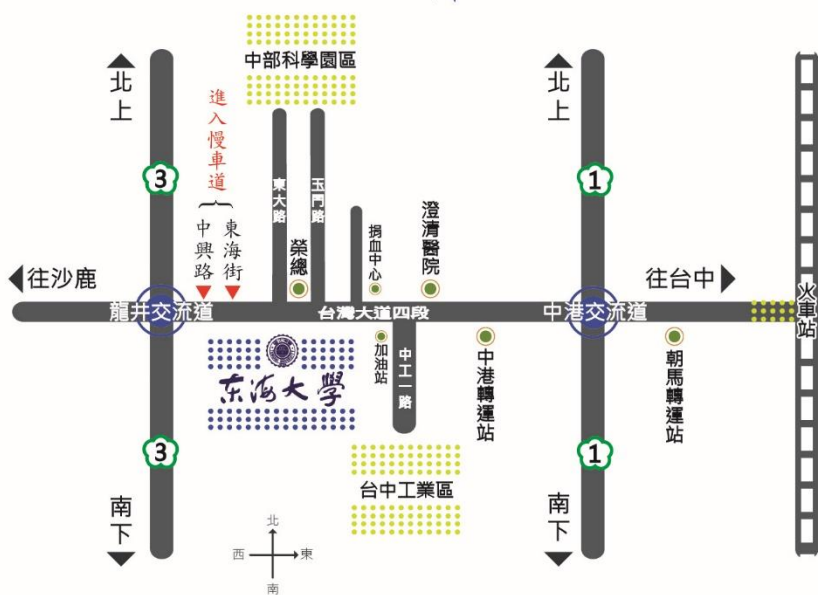 中部科學園區
北上
進入慢車道
3
中興路
東海街
東大路
玉門路
榮總
捐血中心
澄清醫院
北上
1
往沙鹿
往台中
龍井交流道
台灣大道四段
中港交流道
火車站
东海大學
加油站
中工一路
中港轉運站
朝馬轉運站
3
1
台中工業區
南下
南下
北
西
東
南